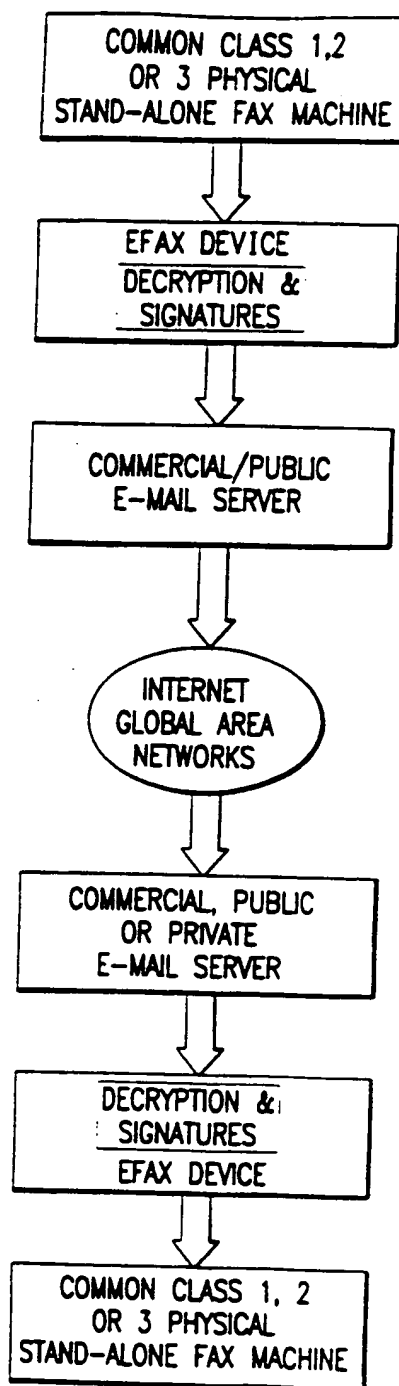 COMMON CLASS 1,2
OR 3 PHYSICAL
STAND-ALONE FAX MACHINE
EFAX DEVICE
DECRYPTION &
SIGNATURES
COMMERCIAL/PUBLIC
E-MAIL SERVER
INTERNET
GLOBAL AREA
NETWORKS
COMMERCIAL, PUBLIC
OR PRIVATE
E-MAIL SERVER
DECRYPTION &
SIGNATURES
EFAX DEVICE
COMMON CLASS 1, 2
OR 3 PHYSICAL
STAND-ALONE FAX MACHINE